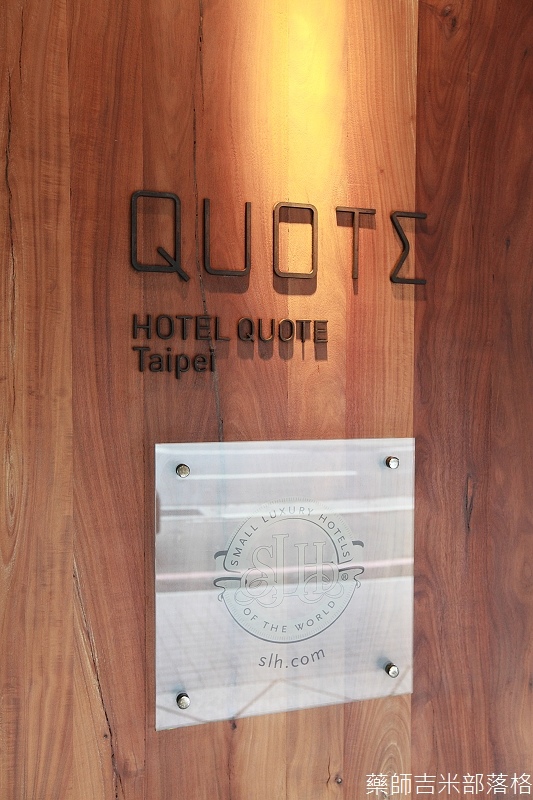 QUOTE
HOTEL QUOTE
Taipei
SMALL LUXURY HOTELS
SLH
OF THE WORLD
®
slh.com
藥師吉米部落格